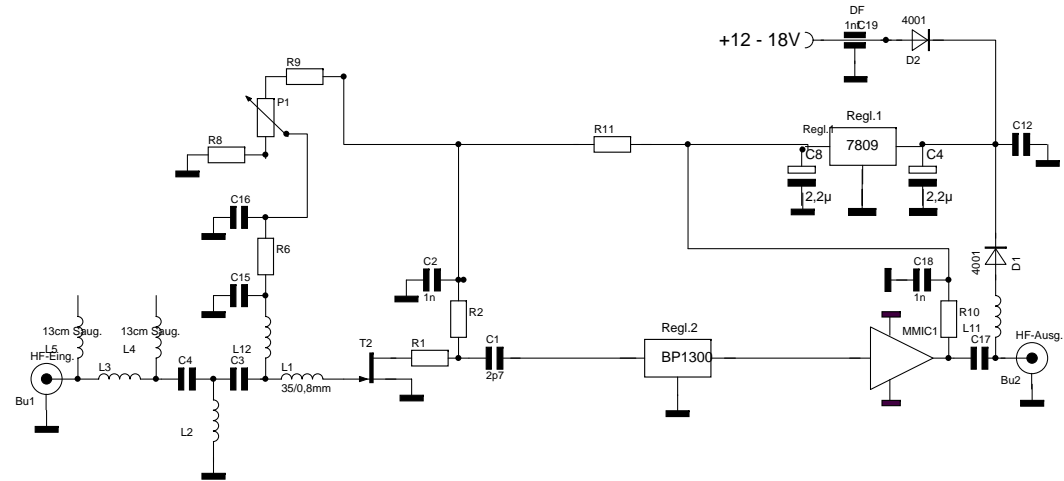 DF
1nf C19
4001
+12 - 18V
D2
R9
P1
Regl.1
Regl.1
7809
R11
C12
R8
C8
C4
2,2µ
2,2µ
C16
R6
4001
D1
C2
1n
C18
1n
C15
R2
R10
L11
MMIC1
13cm Saug.
L5
13cm Saug.
L4
HF-Eing.
L12
C4
C3
L1
35/0,8mm
T2
R1
C1
2p7
Regl.2
BP1300
C17
HF-Ausg.
L3
Bu1
Bu2
L2